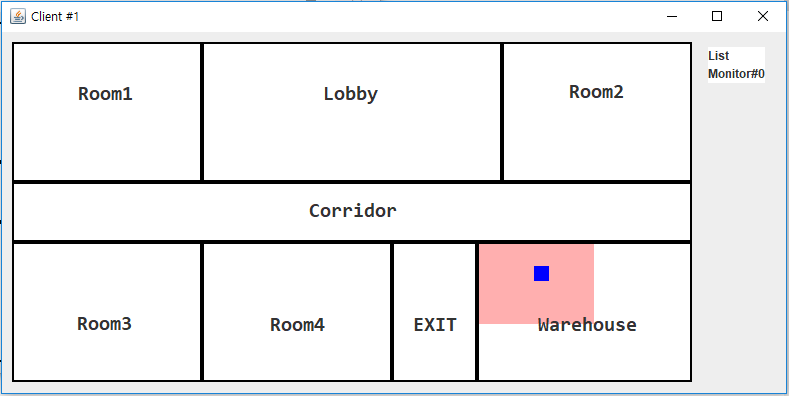 Client #1
Room1
Lobby
Room2
List
Monitor#0
Corridor
Room3
Room4
EXIT
Warehouse